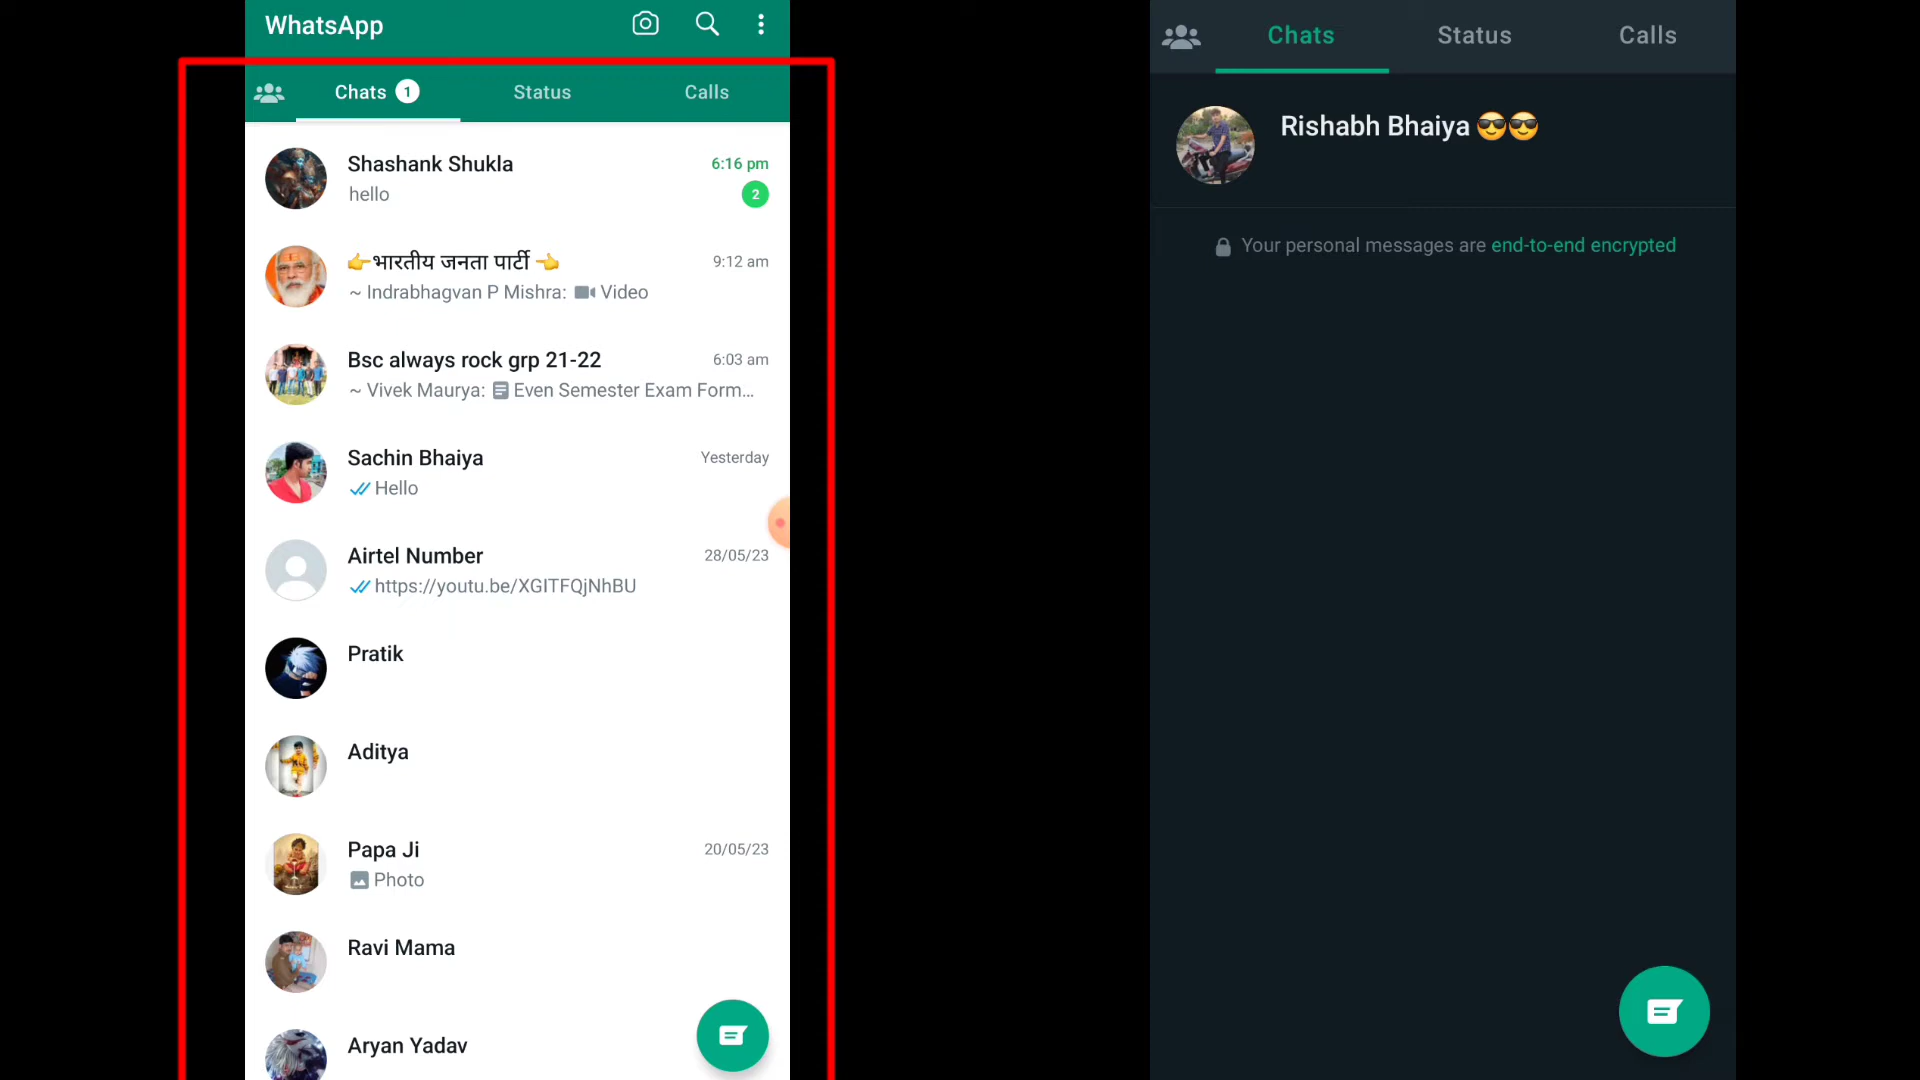 WhatsApp
Chats 1
Status
Calls
Shashank Shukla
6:16 pm
hello
2
👉भारतीय जनता पार्टी 👈
9:12 am
~ Indrabhagvan P Mishra: Video
Bsc always rock grp 21-22
6:03 am
~ Vivek Maurya: Even Semester Exam Form...
Sachin Bhaiya
Yesterday
Hello
Airtel Number
28/05/23
https://youtu.be/XGITFQjNhBU
Pratik
Aditya
Papa Ji
20/05/23
Photo
Ravi Mama
Aryan Yadav
Chats
Status
Calls
Rishabh Bhaiya 😎😎
Your personal messages are end-to-end encrypted